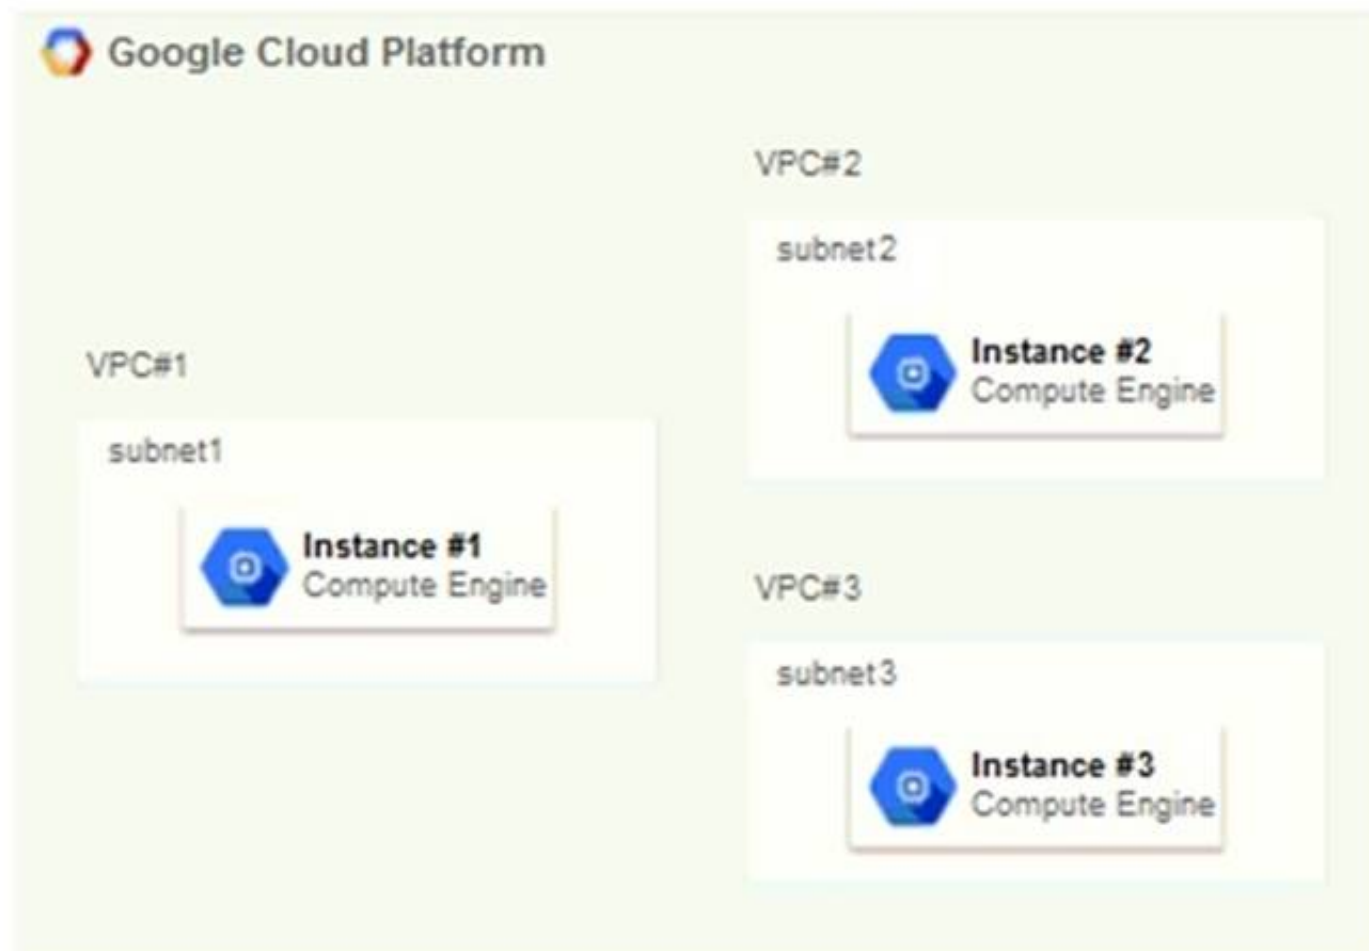 Google Cloud Platform
VPC#2
subnet2
Instance #2
Compute Engine
VPC#1
subnet1
Instance #1
Compute Engine
VPC#3
subnet3
Instance #3
Compute Engine